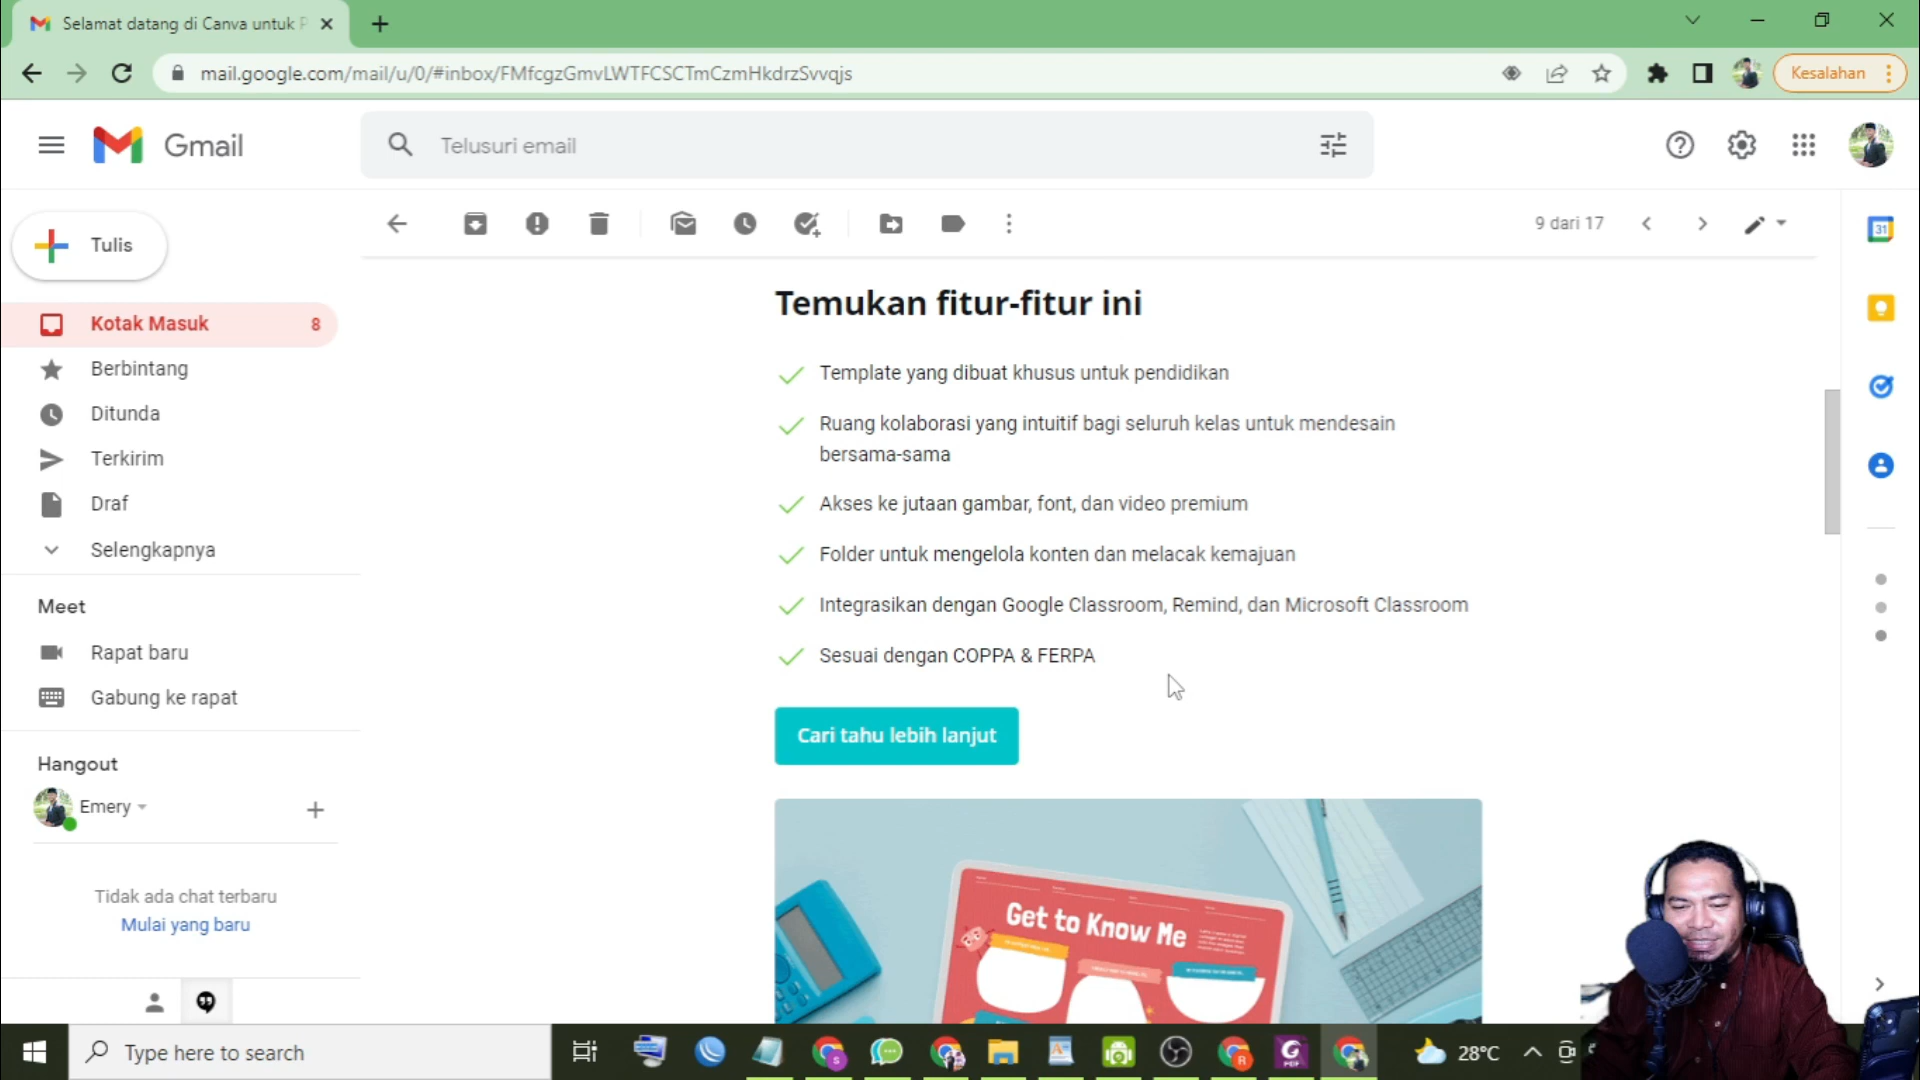 Selamat datang di Canva untuk P
mail.google.com/mail/u/0/#inbox/FMfcgzGmvLWTFCSCTmCzmHkdrzSvvqjs
Kesalahan
Gmail
Telusuri email
Tulis
9 dari 17
31
Kotak Masuk 8
Berbintang
Ditunda
Terkirim
Draf
Selengkapnya
Meet
Rapat baru
Gabung ke rapat
Hangout
Emery
Tidak ada chat terbaru
Mulai yang baru
Temukan fitur-fitur ini
Template yang dibuat khusus untuk pendidikan
Ruang kolaborasi yang intuitif bagi seluruh kelas untuk mendesain
bersama-sama
Akses ke jutaan gambar, font, dan video premium
Folder untuk mengelola konten dan melacak kemajuan
Integrasikan dengan Google Classroom, Remind, dan Microsoft Classroom
Sesuai dengan COPPA & FERPA
Cari tahu lebih lanjut
Get to Know Me
Type here to search
28°C